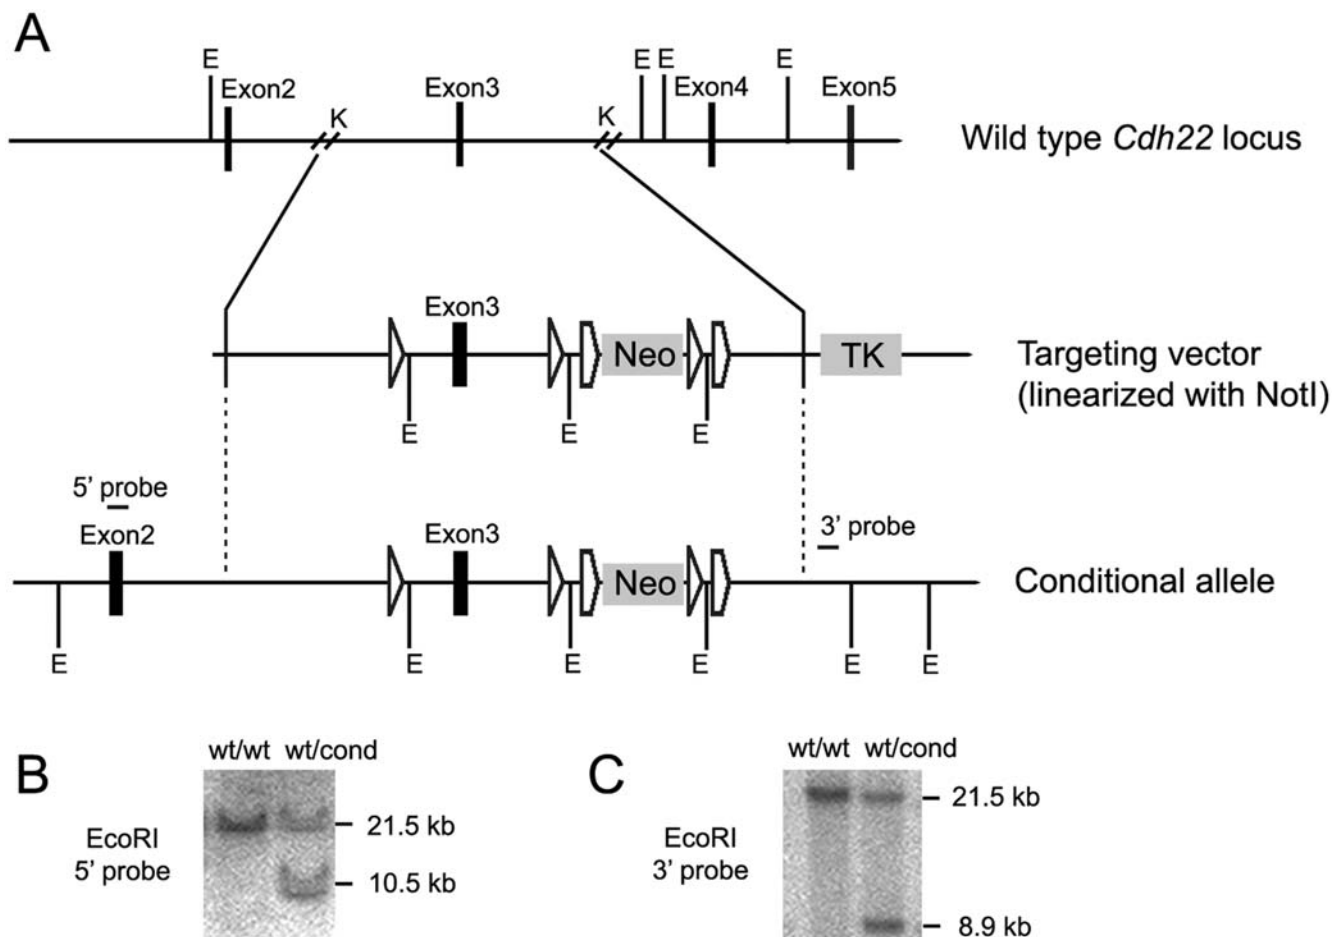 A
E
Exon2
K
Exon3
K
E E
Exon4
E
Exon5
Wild type Cdh22 locus
Exon3
Neo
TK
E
E
E
Targeting vector
(linearized with NotI)
5’ probe
Exon2
Exon3
Neo
3’ probe
Conditional allele
E
E
E
E
E
E
B
wt/wt wt/cond
EcoRI
5’ probe
21.5 kb
10.5 kb
C
wt/wt wt/cond
EcoRI
3’ probe
21.5 kb
8.9 kb